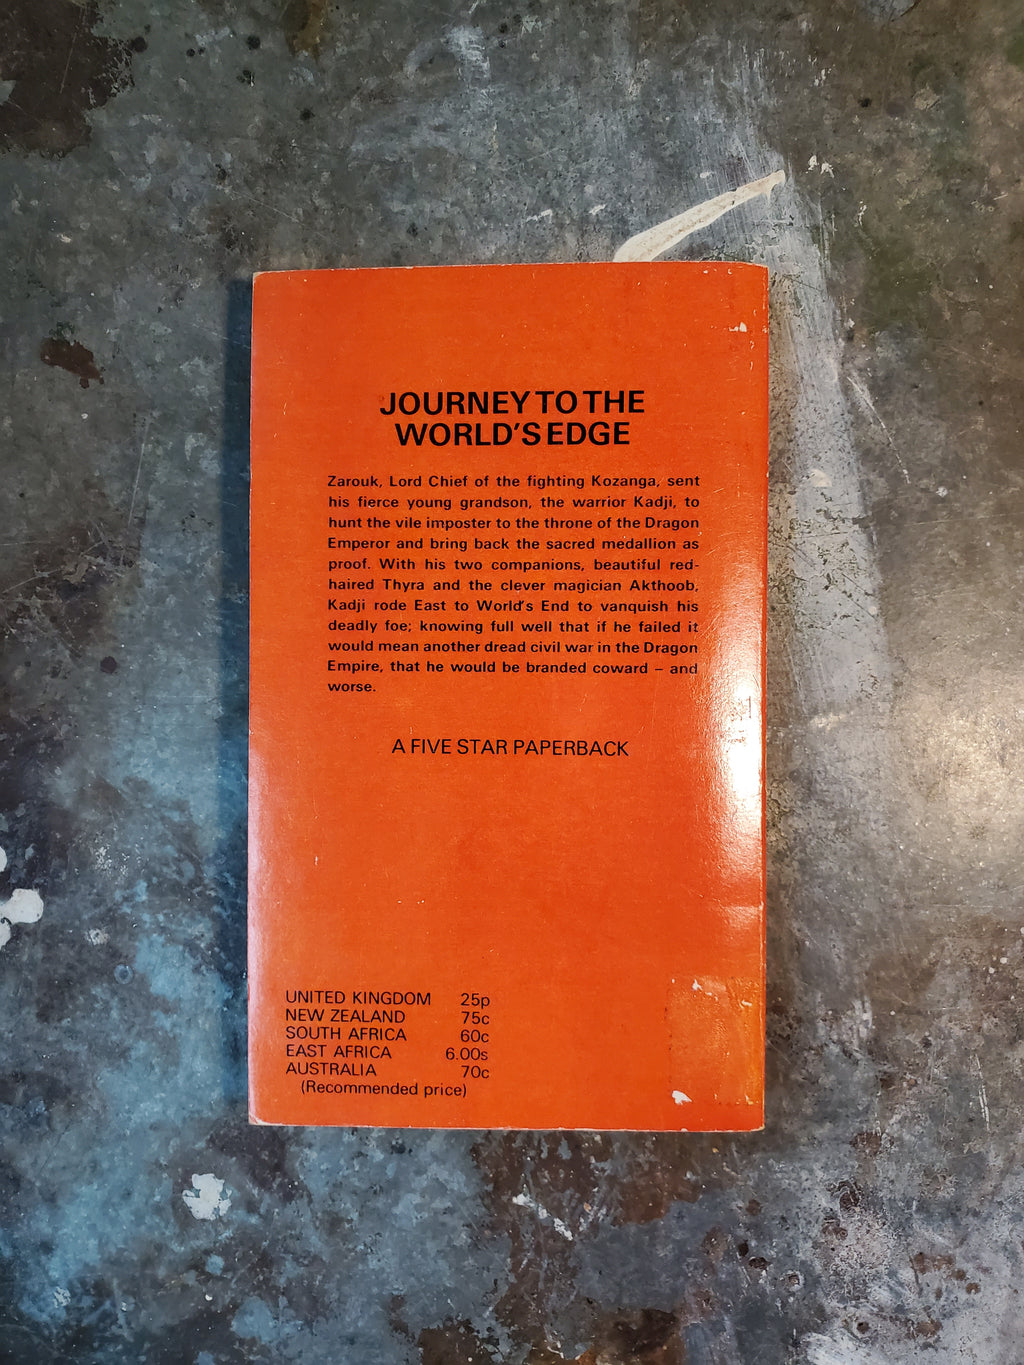 JOURNEY TO THE
WORLD'S EDGE
Zarouk, Lord Chief of the fighting Kozanga, sent
his fierce young grandson, the warrior Kadji, to
hunt the vile imposter to the throne of the Dragon
Emperor and bring back the sacred medallion as
proof. With his two companions, beautiful red-
haired Thyra and the clever magician Akthoob,
Kadji rode East to World's End to vanquish his
deadly foe; knowing full well that if he failed it
would mean another dread civil war in the Dragon
Empire, that he would be branded coward – and
worse.
A FIVE STAR PAPERBACK
UNITED KINGDOM 25p
NEW ZEALAND 75c
SOUTH AFRICA 60c
EAST AFRICA 6.00s
AUSTRALIA 70c
(Recommended price)